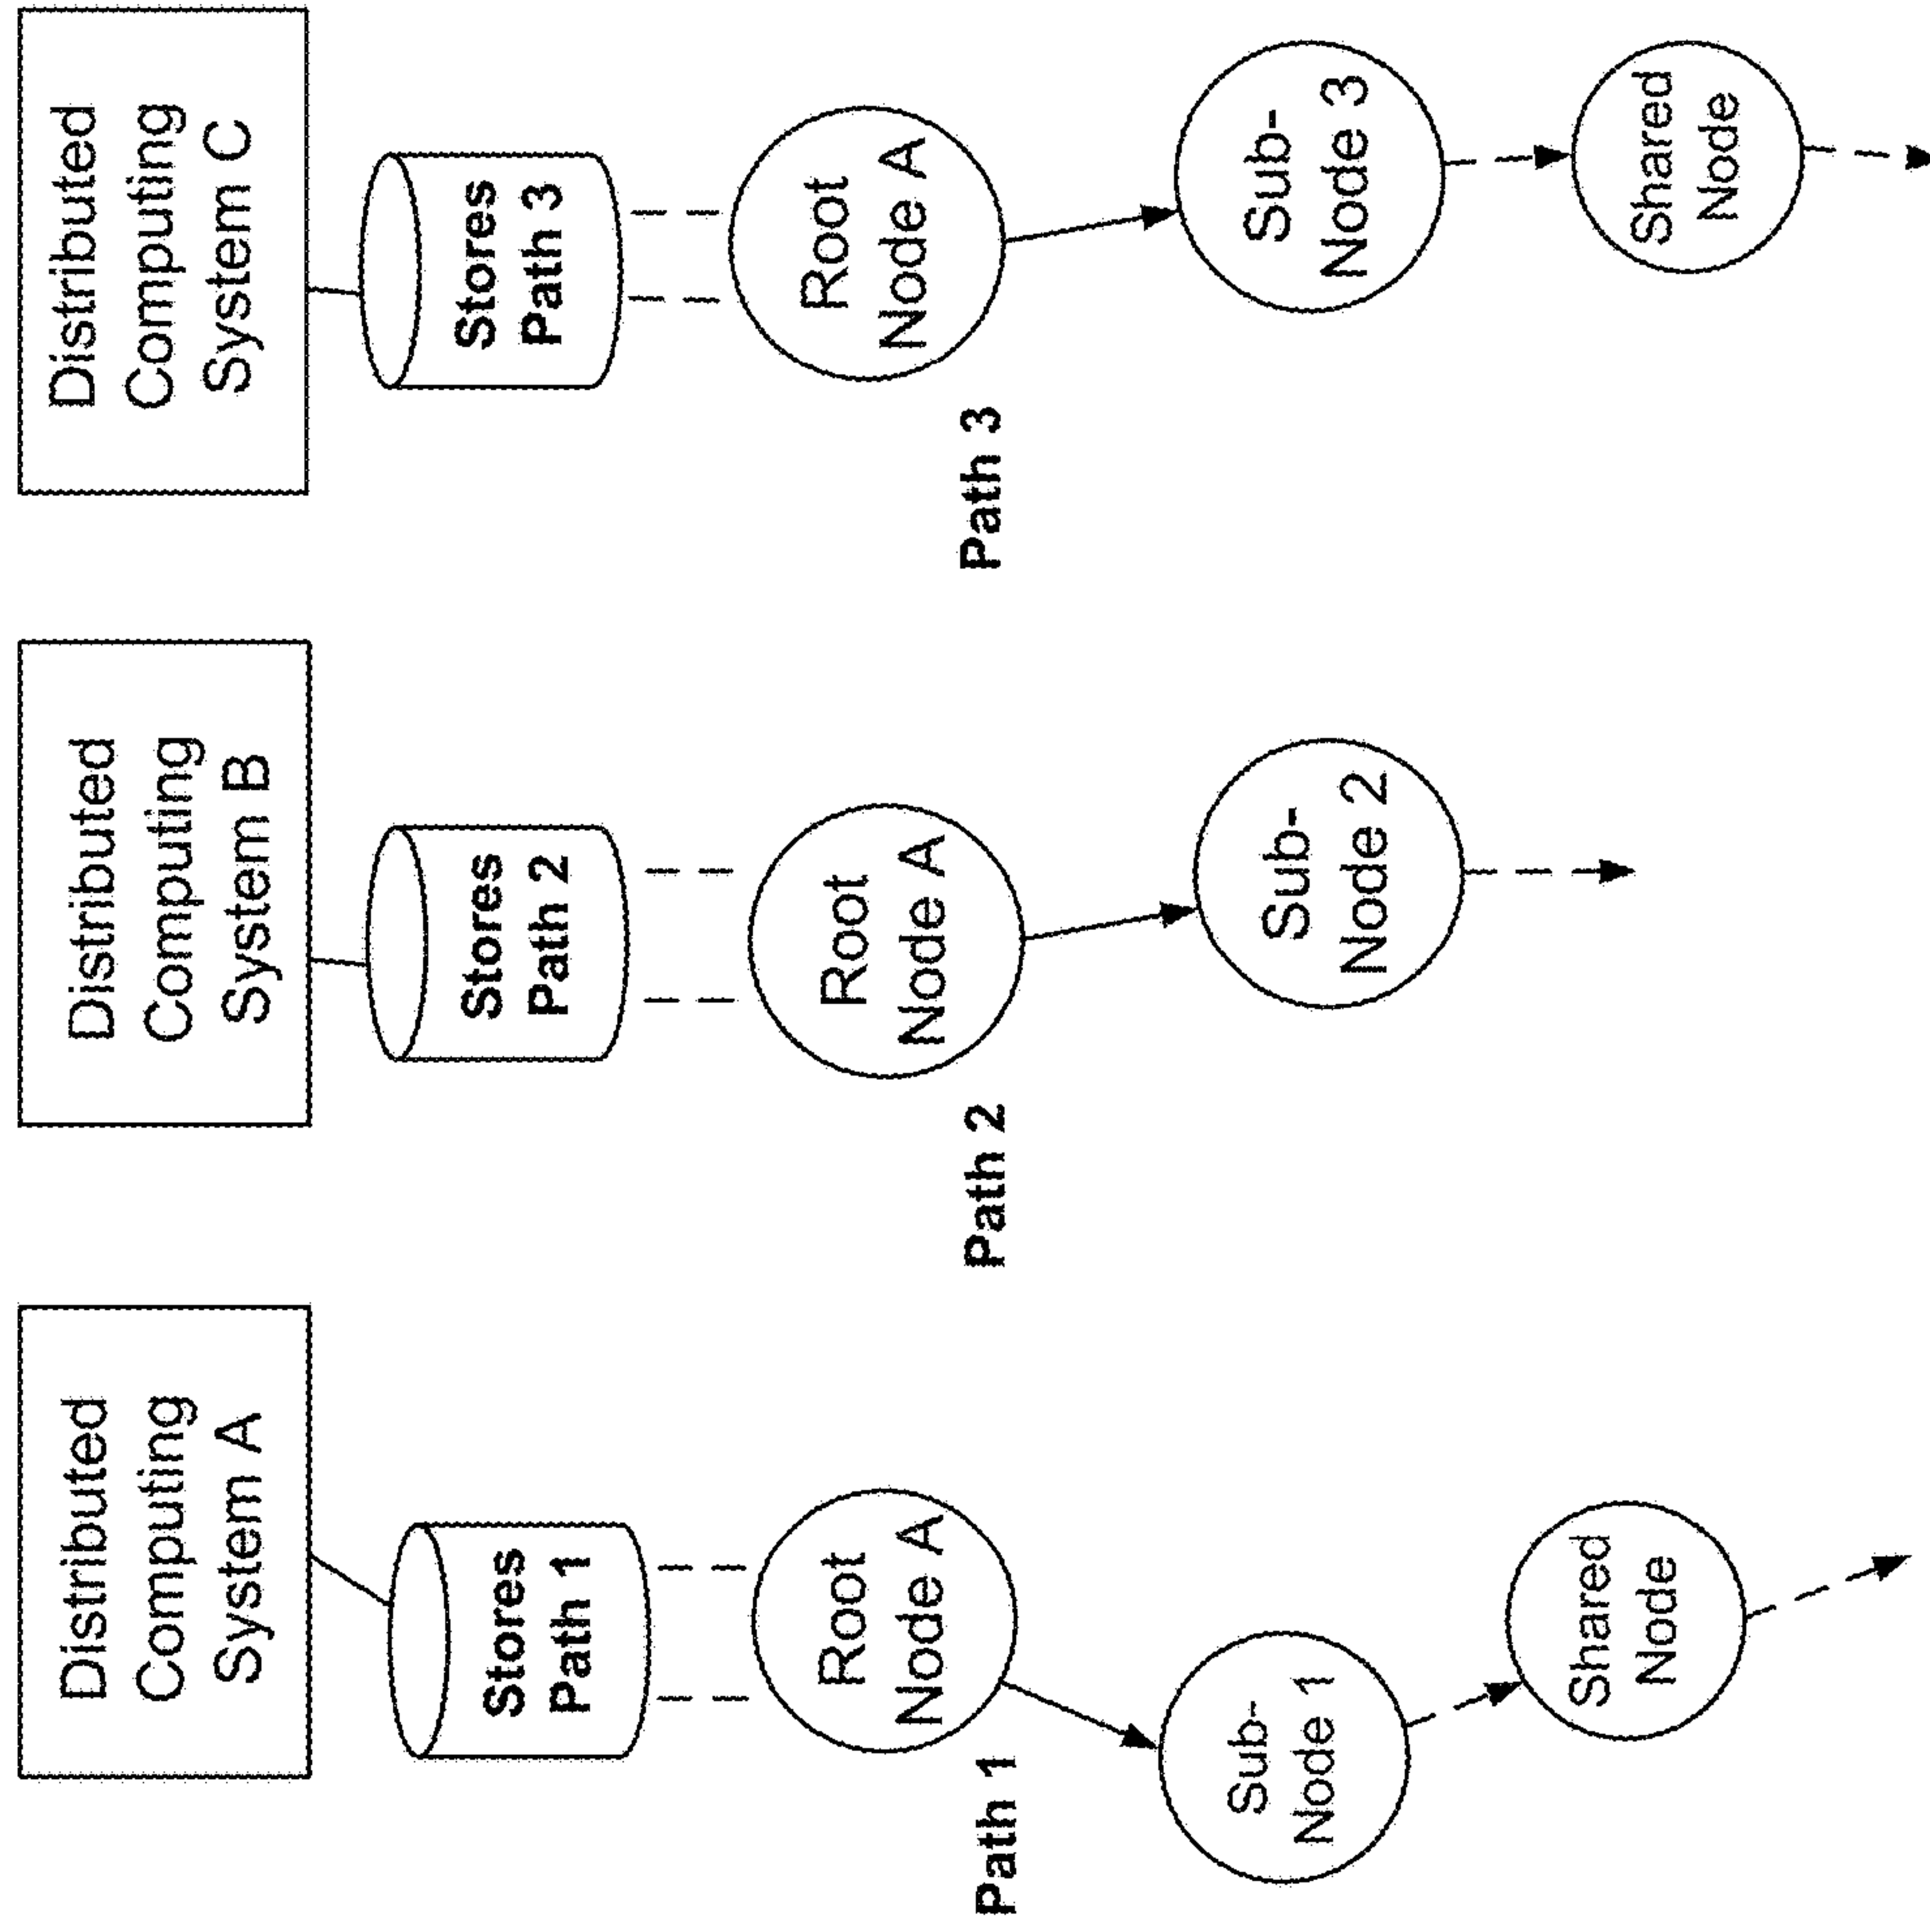 Distributed
Computing
System A
Stores
Path 1
Root
Node A
Path 1
Sub-
Node 1
Shared
Node
Distributed
Computing
System B
Stores
Path 2
Root
Node A
Path 2
Sub-
Node 2
Distributed
Computing
System C
Stores
Path 3
Root
Node A
Path 3
Sub-
Node 3
Shared
Node